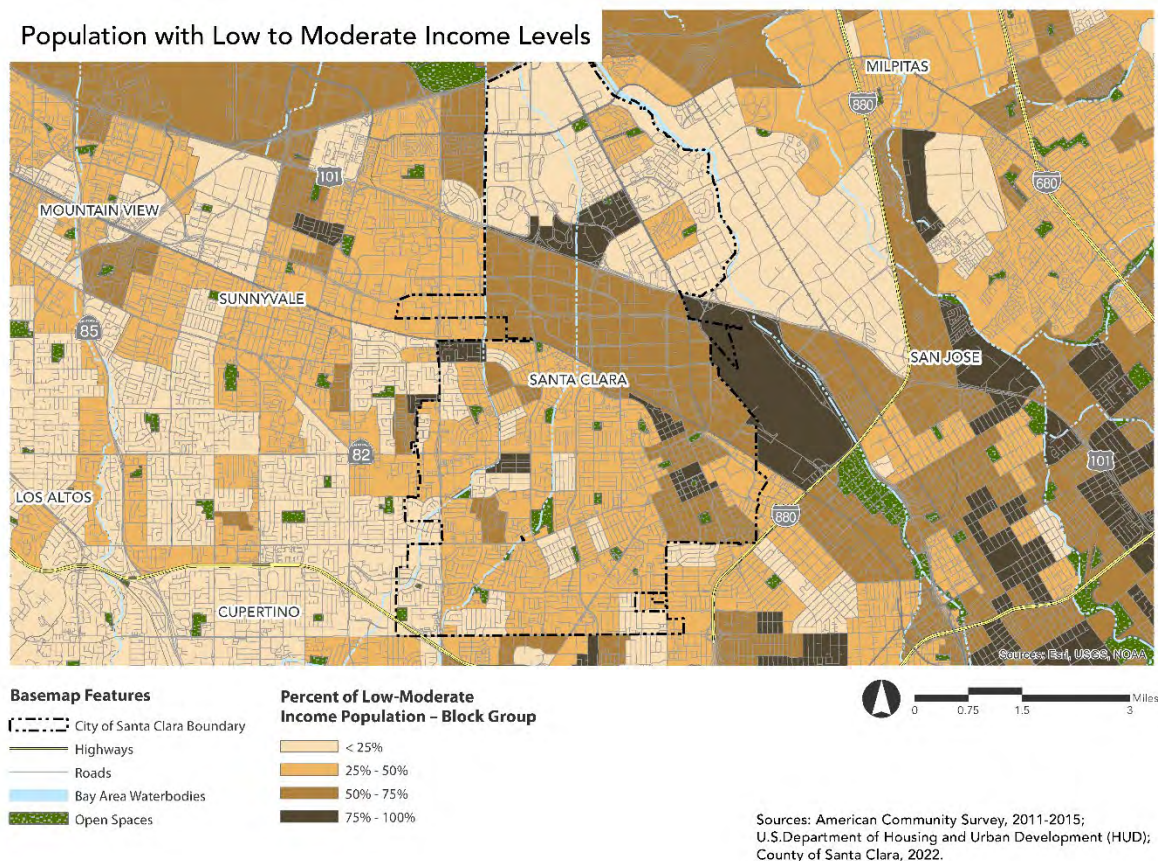 Population with Low to Moderate Income Levels
MILPITAS
880
101
680
MOUNTAIN VIEW
SUNNYVALE
85
SAN JOSE
SANTA CLARA
82
101
LOS ALTOS
880
CUPERTINO
Sources: Esri, USGS, NOAA
Basemap Features
City of Santa Clara Boundary
Highways
Roads
Bay Area Waterbodies
Open Spaces
Percent of Low-Moderate
Income Population – Block Group
< 25%
25% - 50%
50% - 75%
75% - 100%
Miles
0 0.75 1.5 3
Sources: American Community Survey, 2011-2015;
U.S.Department of Housing and Urban Development (HUD);
County of Santa Clara, 2022.